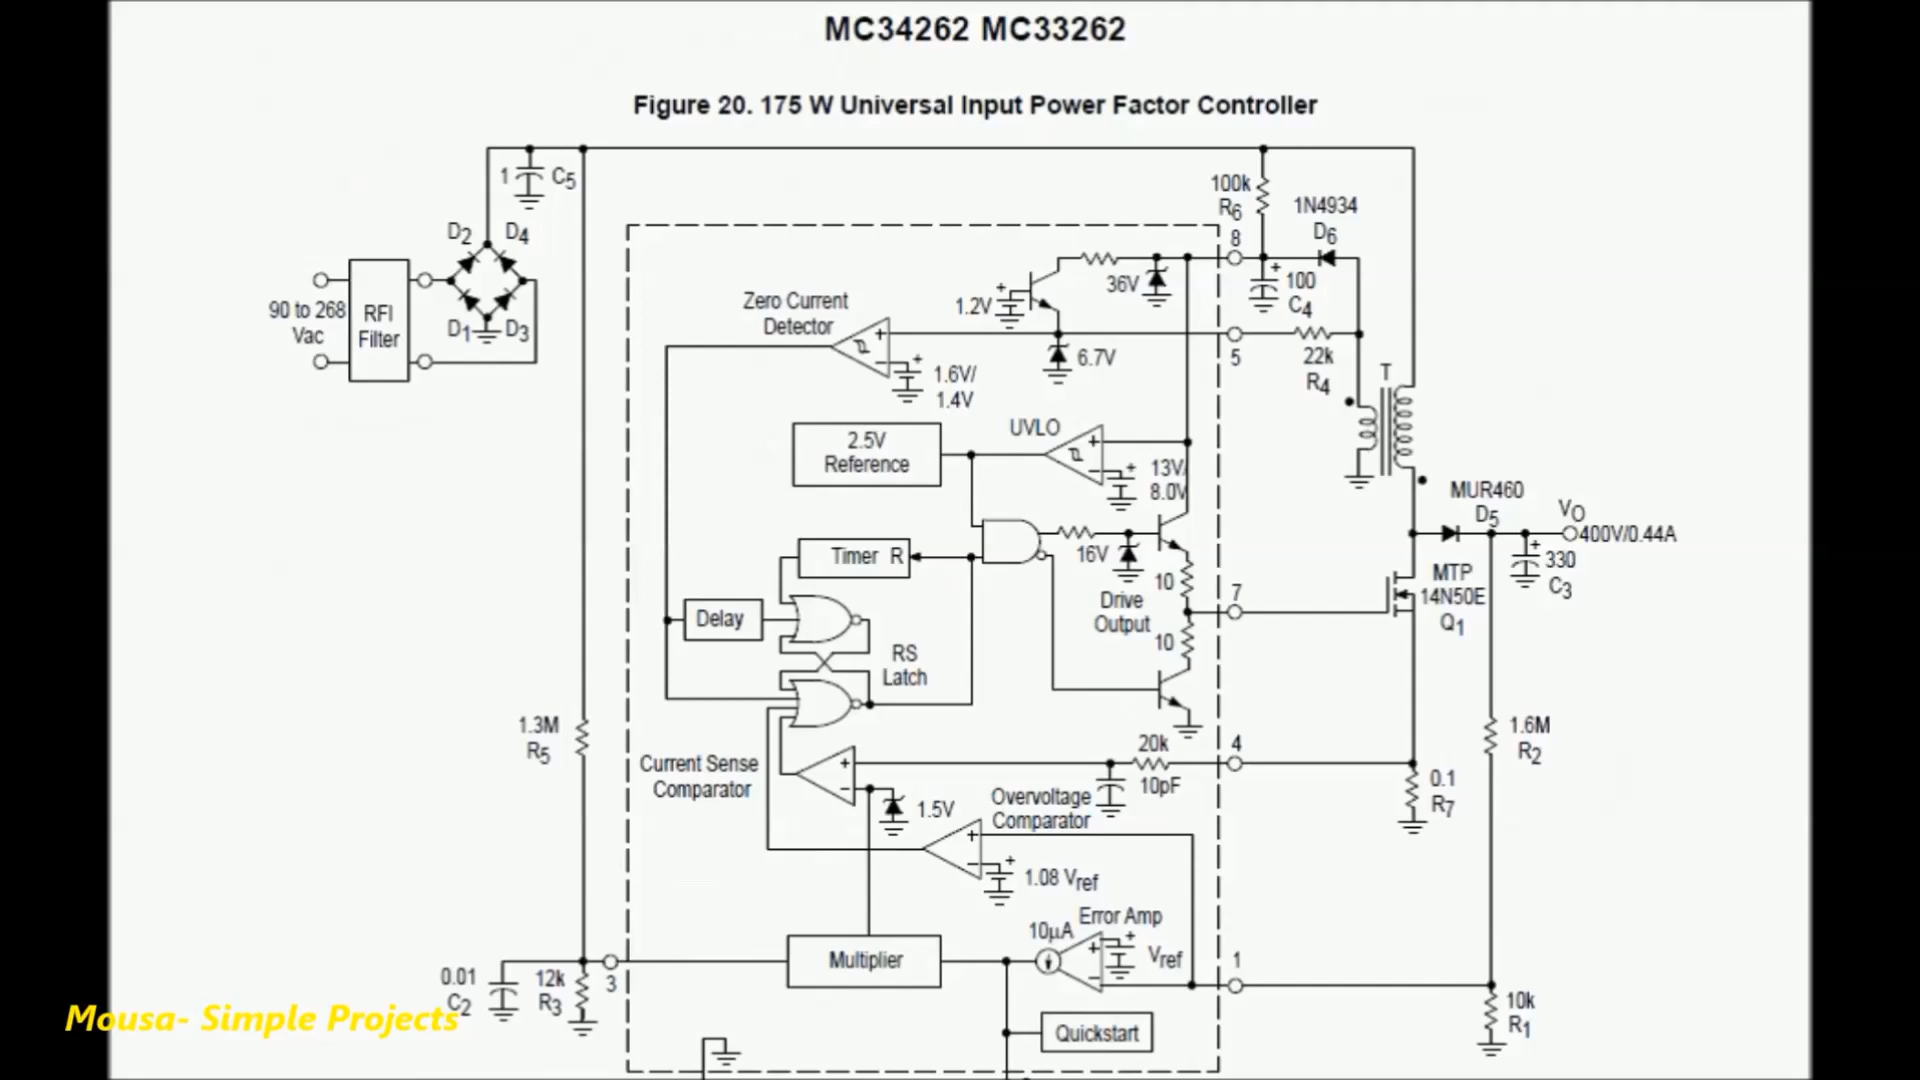 MC34262 MC33262
Figure 20. 175 W Universal Input Power Factor Controller
1 C5
100k
R6
1N4934
D6
D2 D4
8
36V
100
C4
1.2V
90 to 268
Vac
RFI
Filter
D1 D3
Zero Current
Detector
5
6.7V
22k
R4
T
1.6V/
1.4V
UVLO
2.5V
Reference
13V/
8.0V
MUR460
D5
VO
400V/0.44A
330
C3
16V
Timer R
10
MTP
14N50E
Q1
Drive
Output
7
Delay
10
RS
Latch
1.3M
R5
20k
4
1.6M
R2
Current Sense
Comparator
10pF
0.1
R7
1.5V
Overvoltage
Comparator
1.08 Vref
Error Amp
10µA
Multiplier
Vref
1
0.01
C2
12k
R3
3
10k
R1
Quickstart
Mousa- Simple Projects